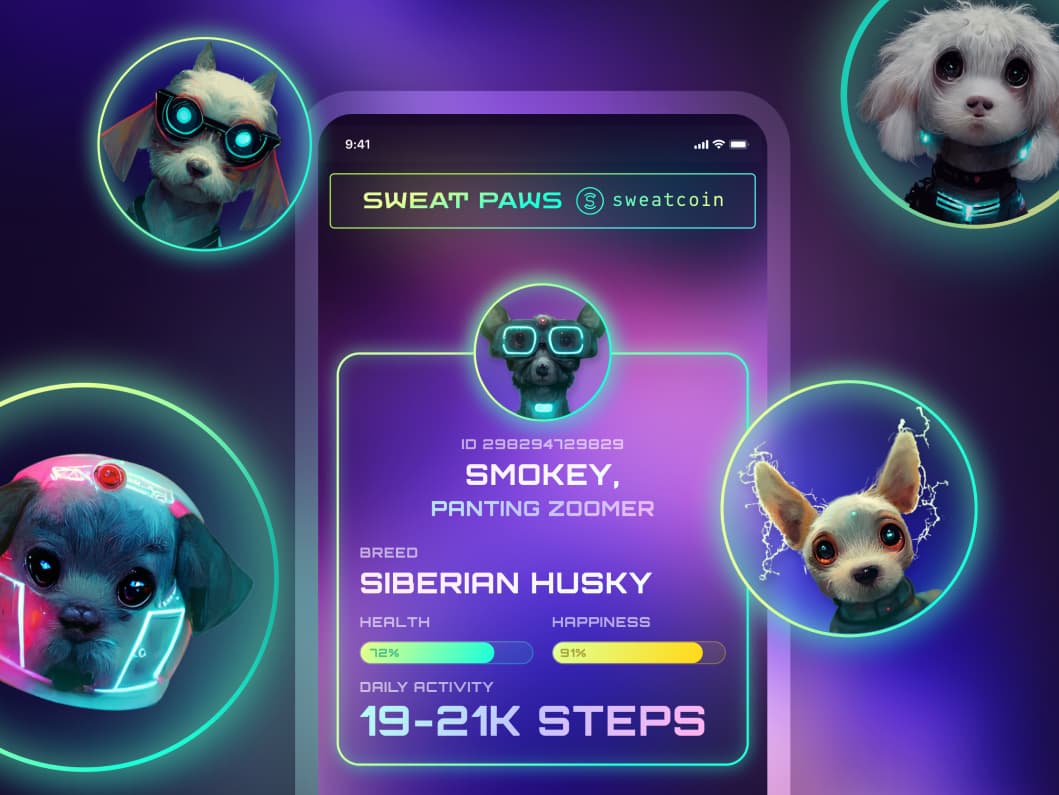 9:41
SWEAT PAWS sweatcoin
ID 298294729829
SMOKEY,
PANTING ZOOMER
BREED
SIBERIAN HUSKY
HEALTH HAPPINESS
72% 91%
DAILY ACTIVITY
19-21K STEPS